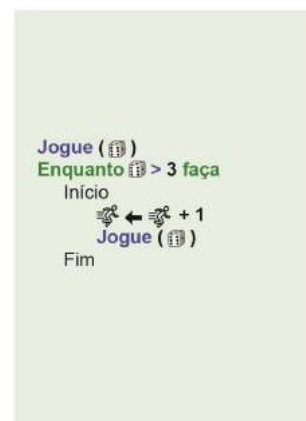 Jogue ( )
Enquanto > 3 faça
Início
← + 1
Jogue ( )
Fim